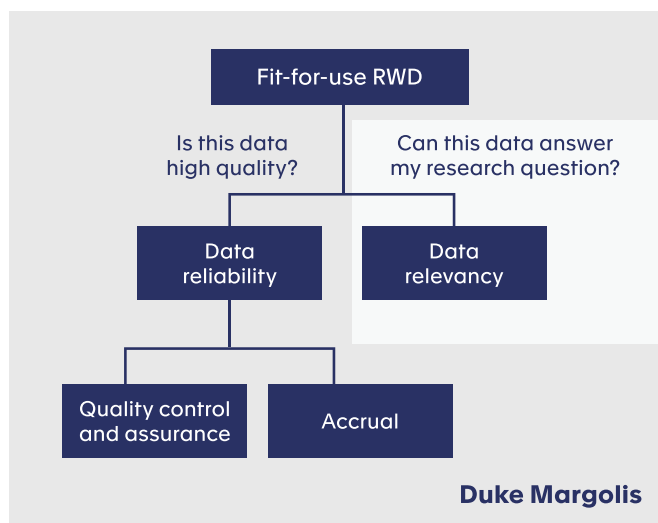 Fit-for-use RWD
Is this data
high quality?
Can this data answer
my research question?
Data
reliability
Data
relevancy
Quality control
and assurance
Accrual
Duke Margolis